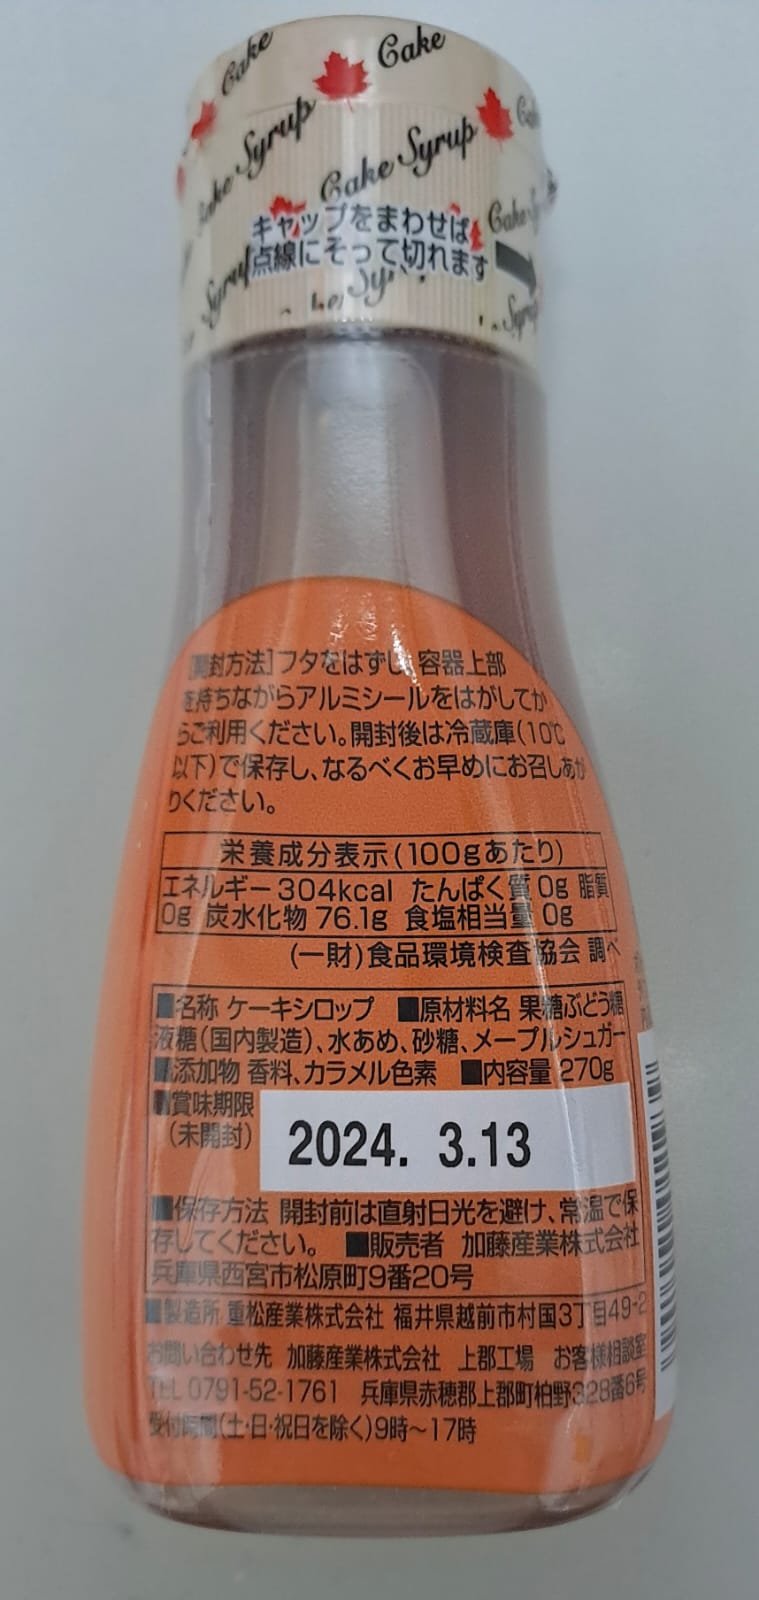 Cake Cake
Cake Syrup Cake Syrup
キャップをまわせば
点線にそって切れます
[開封方法]フタをはずし、容器上部
を持ちながらアルミシールをはがしてか
らご利用ください。開封後は冷蔵庫(10℃
以下)で保存し、なるべくお早めにお召しあが
りください。
栄養成分表示(100gあたり)
エネルギー304kcal たんぱく質0g 脂質
0g 炭水化物 76.1g 食塩相当量 0g
(一財)食品環境検査協会 調べ
■名称 ケーキシロップ ■原材料名 果糖ぶどう糖
液糖(国内製造)、水あめ、砂糖、メープルシュガー
■添加物 香料、カラメル色素 ■内容量 270g
■賞味期限
(未開封)
2024. 3.13
■保存方法 開封前は直射日光を避け、常温で保
存してください。 ■販売者 加藤産業株式会社
兵庫県西宮市松原町9番20号
■製造所 重松産業株式会社 福井県越前市村国3丁目49-2
お問い合わせ先 加藤産業株式会社 上郡工場 お客様相談室
TEL 0791-52-1761 兵庫県赤穂郡上郡町柏野328番6号
受付時間(土・日・祝日を除く)9時〜17時